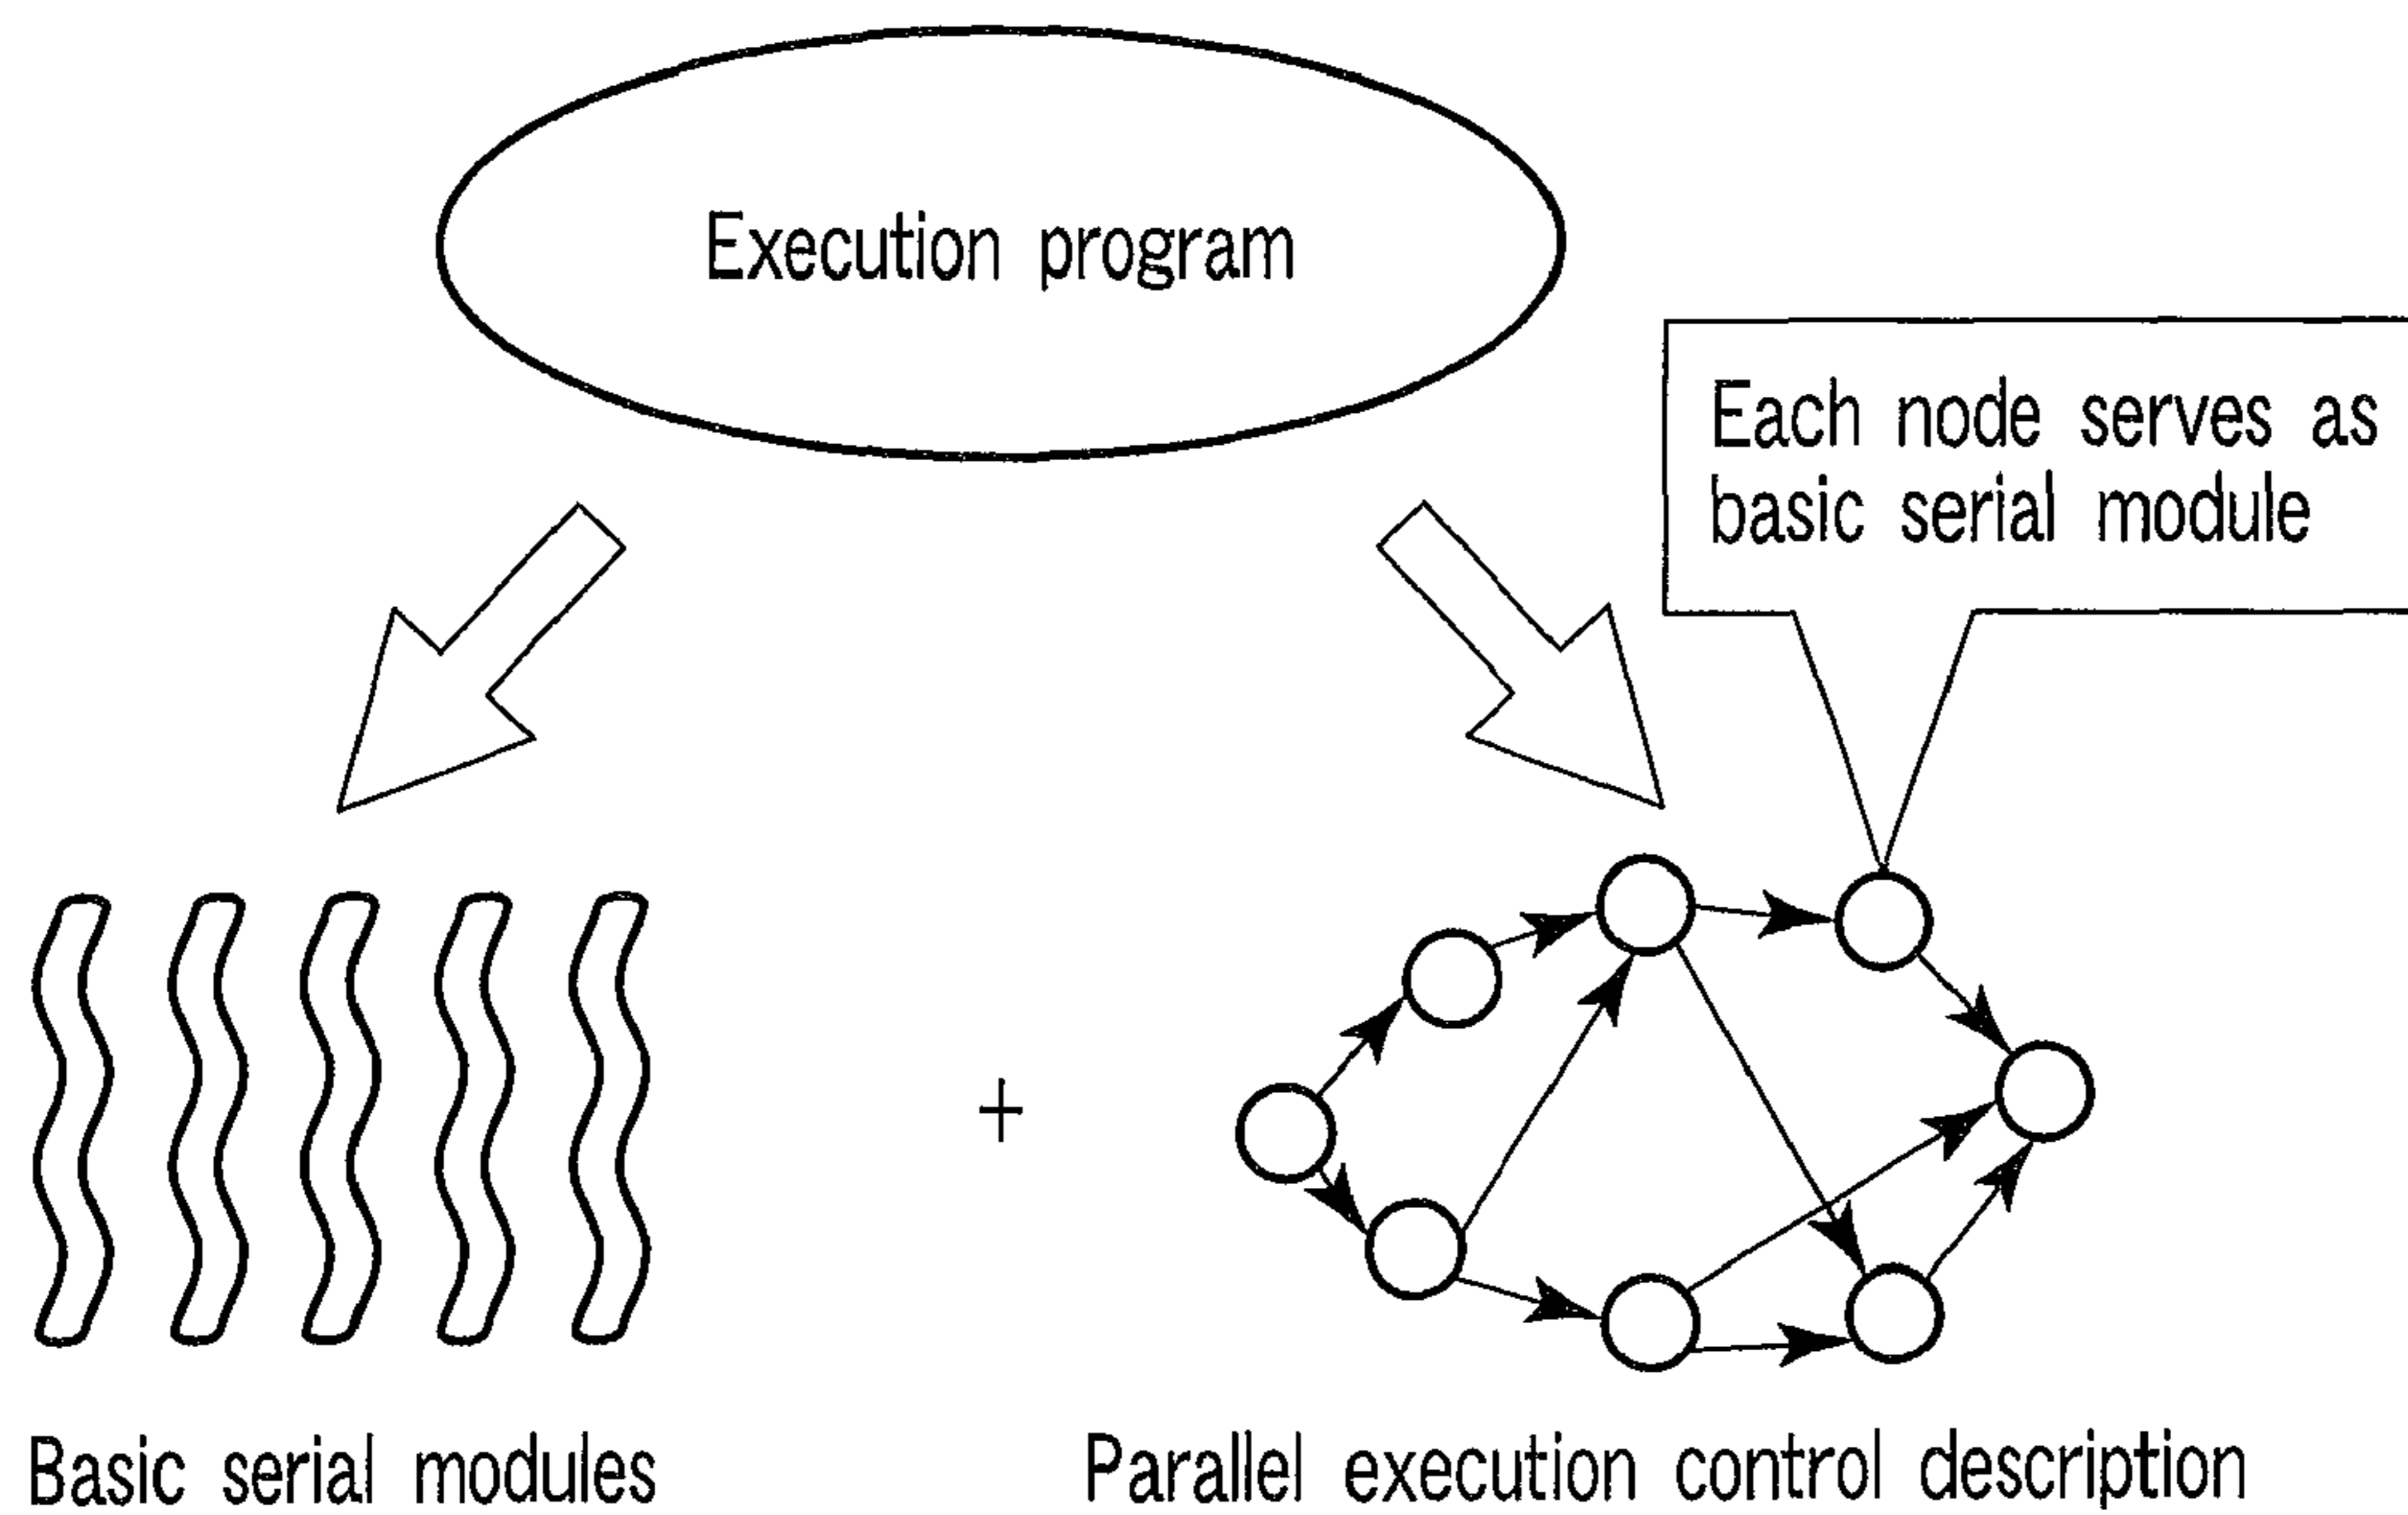 Execution program
Each node serves as
basic serial module
+
Basic serial modules
Parallel execution control description